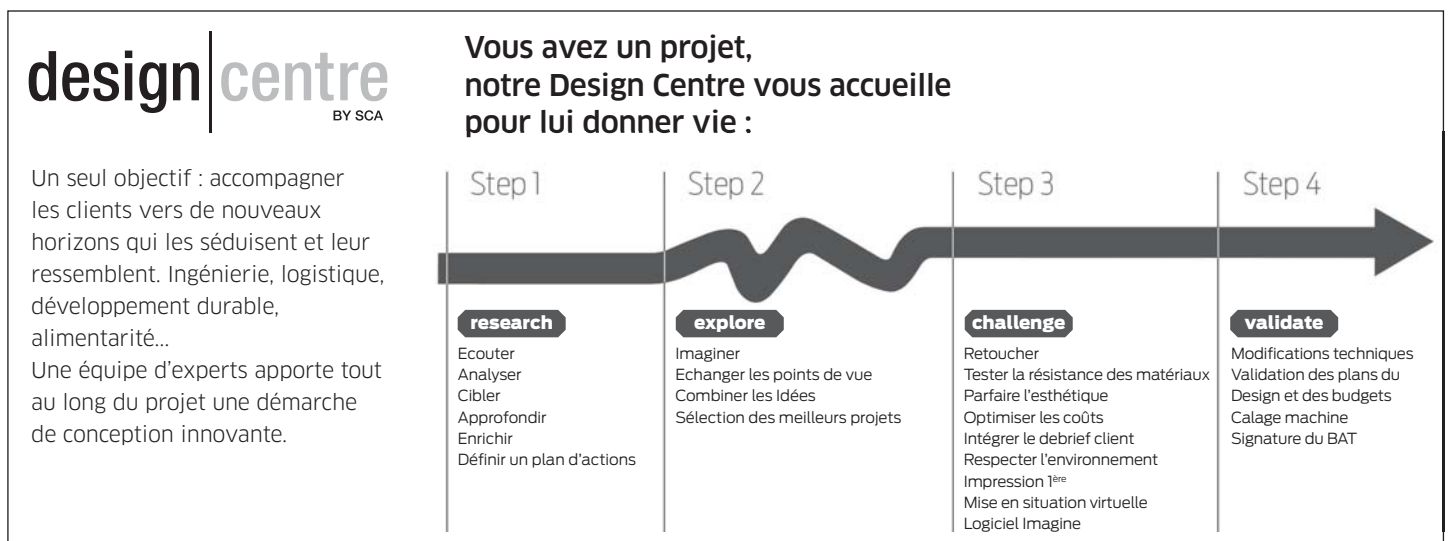 design centre
BY SCA
Un seul objectif : accompagner
les clients vers de nouveaux
horizons qui les séduisent et leur
ressemblent. Ingénierie, logistique,
développement durable,
alimentarité...
Une équipe d'experts apporte tout
au long du projet une démarche
de conception innovante.
Vous avez un projet,
notre Design Centre vous accueille
pour lui donner vie :
Step 1
research
Ecouter
Analyser
Cibler
Approfondir
Enrichir
Définir un plan d'actions
Step 2
explore
Imaginer
Echanger les points de vue
Combiner les Idées
Sélection des meilleurs projets
Step 3
challenge
Retoucher
Tester la résistance des matériaux
Parfaire l'esthétique
Optimiser les coûts
Intégrer le debrief client
Respecter l'environnement
Impression 1ère
Mise en situation virtuelle
Logiciel Imagine
Step 4
validate
Modifications techniques
Validation des plans du
Design et des budgets
Calage machine
Signature du BAT